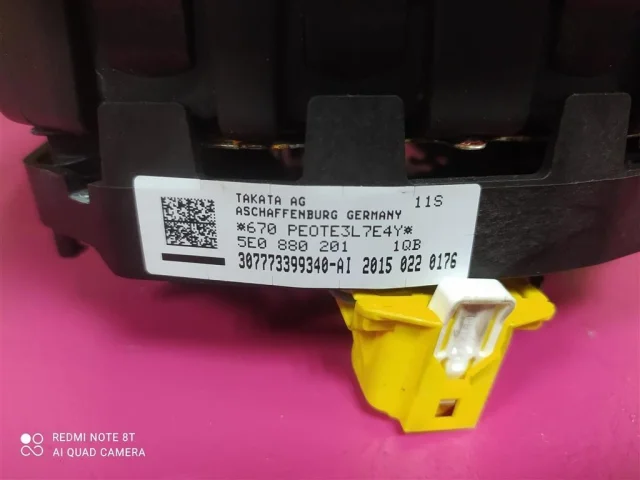 TAKATA AG 11S
ASCHAFFENBURG GERMANY
*670 PEOTE3L7E4Y*
5E0 880 201 1QB
307773399340-AI 2015 022 0176
REDMI NOTE 8T
AI QUAD CAMERA